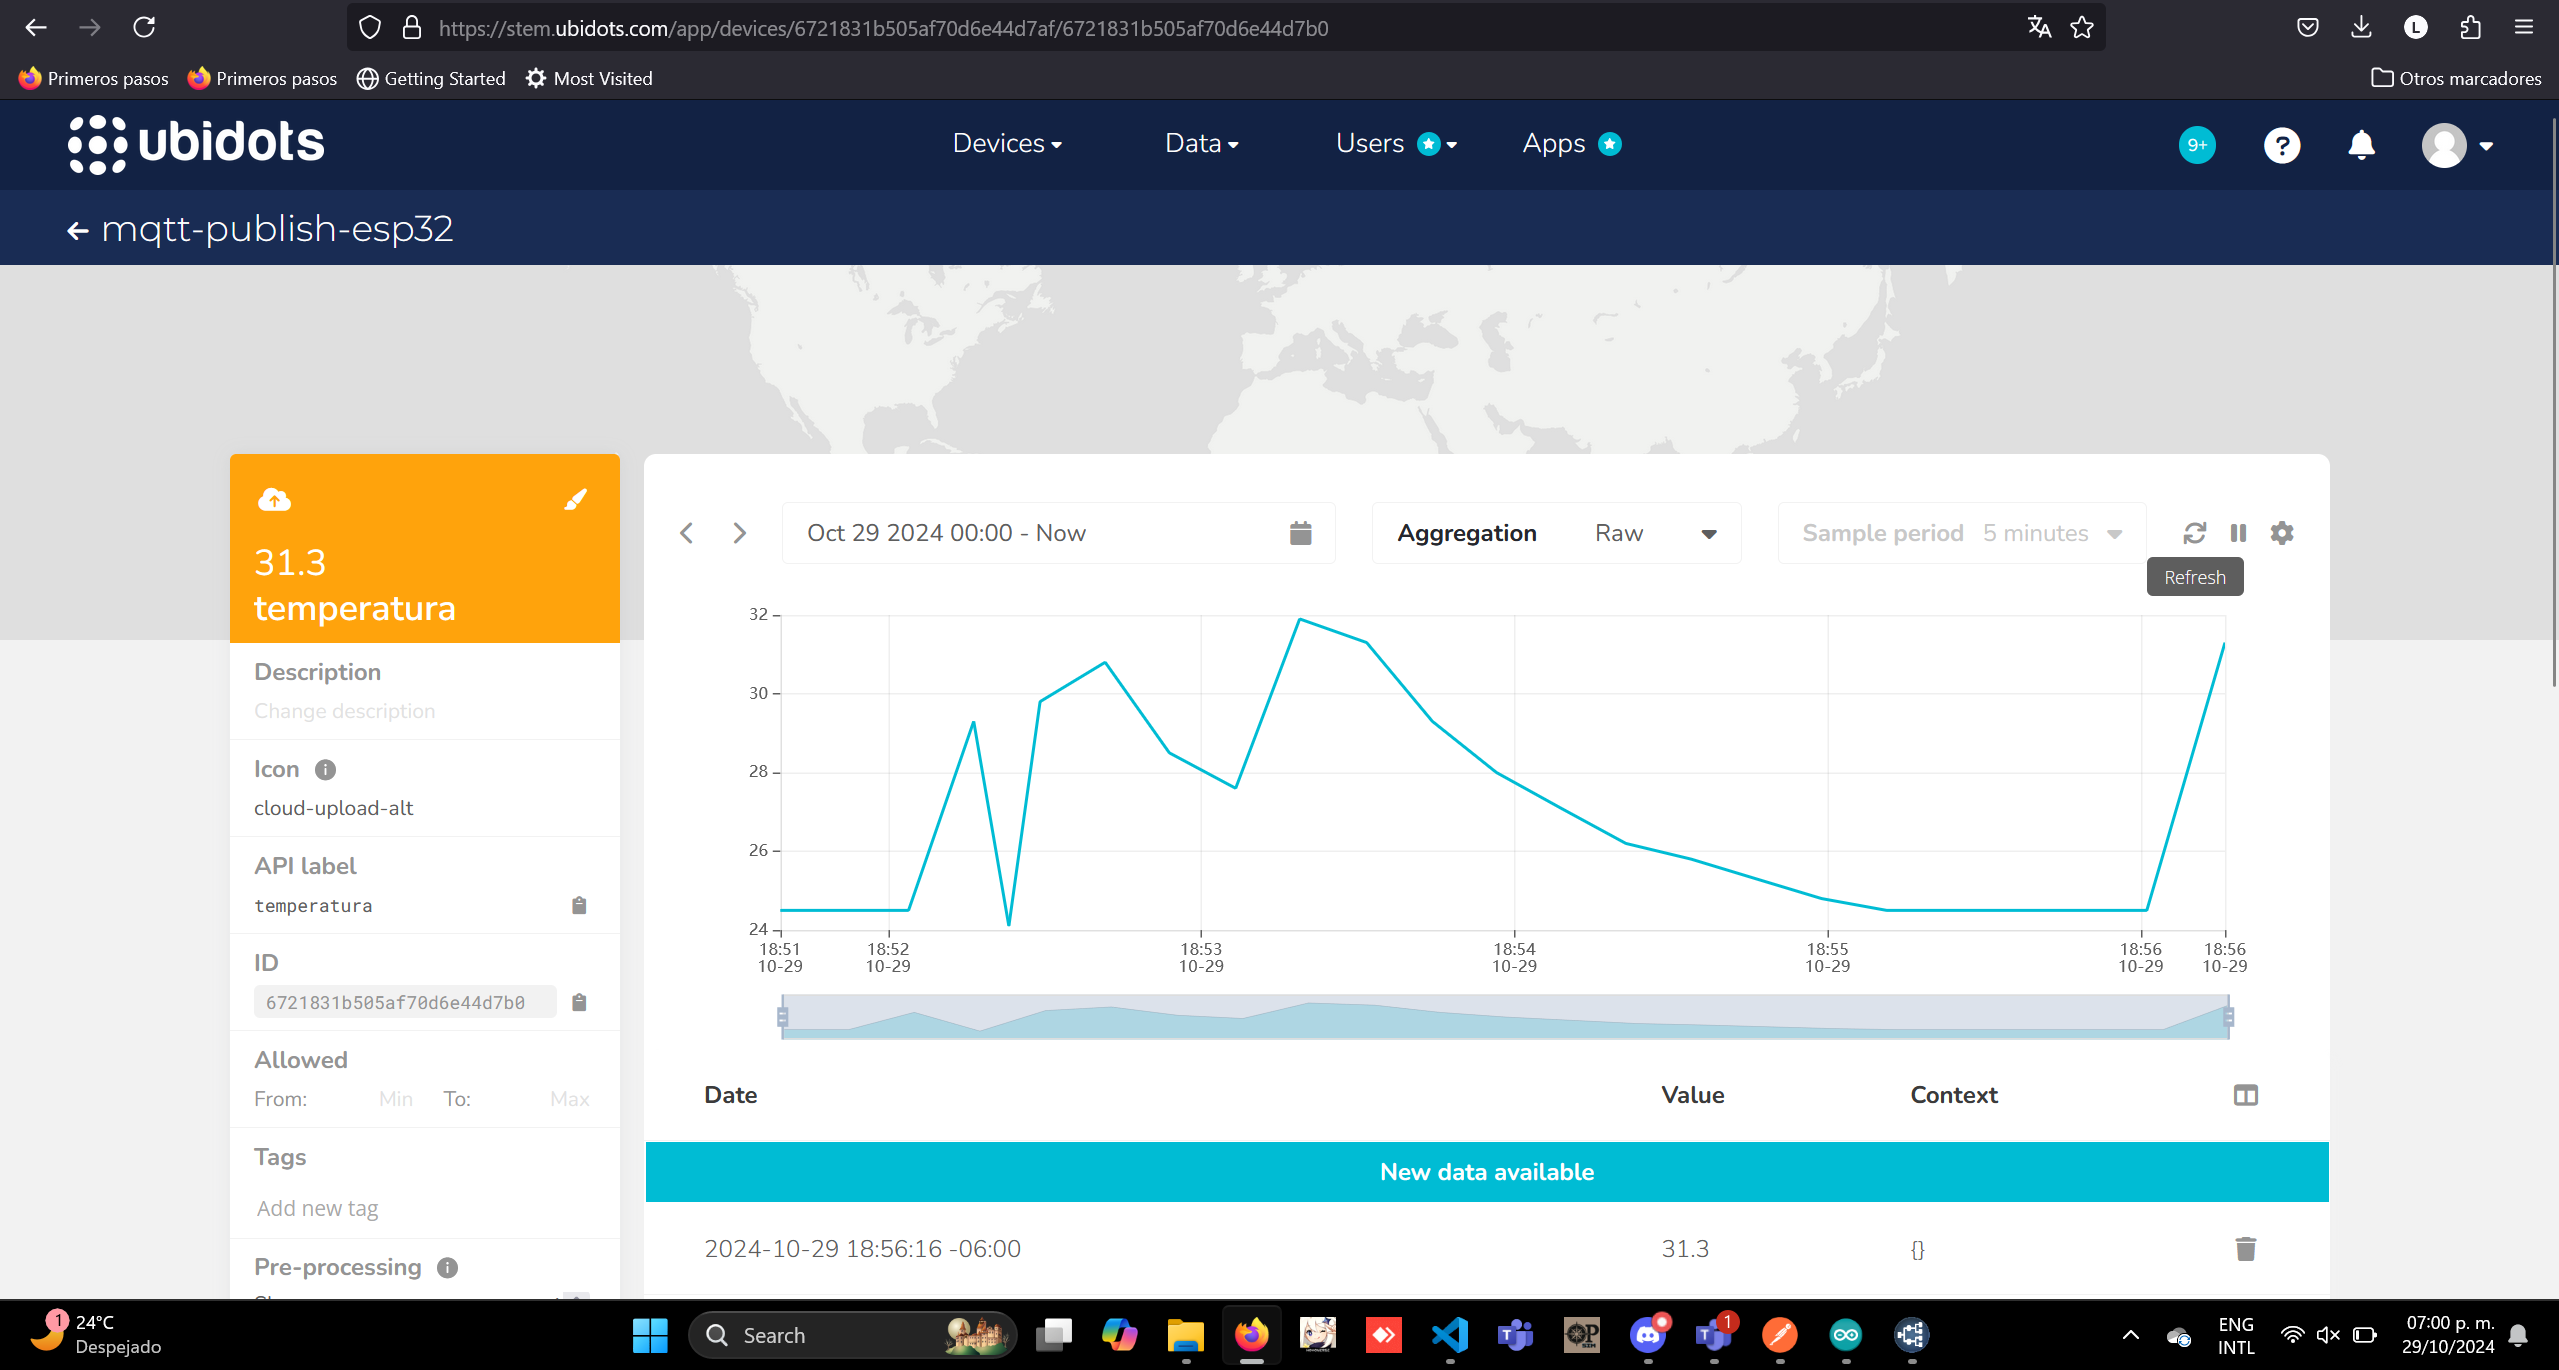 https://stem.ubidots.com/app/devices/6721831b505af70d6e44d7af/6721831b505af70d6e44d7b0
L
Primeros pasos
Primeros pasos
Getting Started
Most Visited
Otros marcadores
ubidots
Devices
Data
Users
Apps
9+
?
mqtt-publish-esp32
31.3
temperatura
Description
Change description
Icon
cloud-upload-alt
API label
temperatura
ID
6721831b505af70d6e44d7b0
Allowed
From: Min To: Max
Tags
Add new tag
Pre-processing
Oct 29 2024 00:00 - Now
Aggregation Raw
Sample period 5 minutes
Refresh
32
30
28
26
24
18:51 18:52 18:53 18:54 18:55 18:56 18:56
10-29 10-29 10-29 10-29 10-29 10-29 10-29
Date Value Context
New data available
2024-10-29 18:56:16 -06:00 31.3 {}
1
24°C
Despejado
Search
OP
SIM
T
T
1
ENG
INTL
07:00 p. m.
29/10/2024